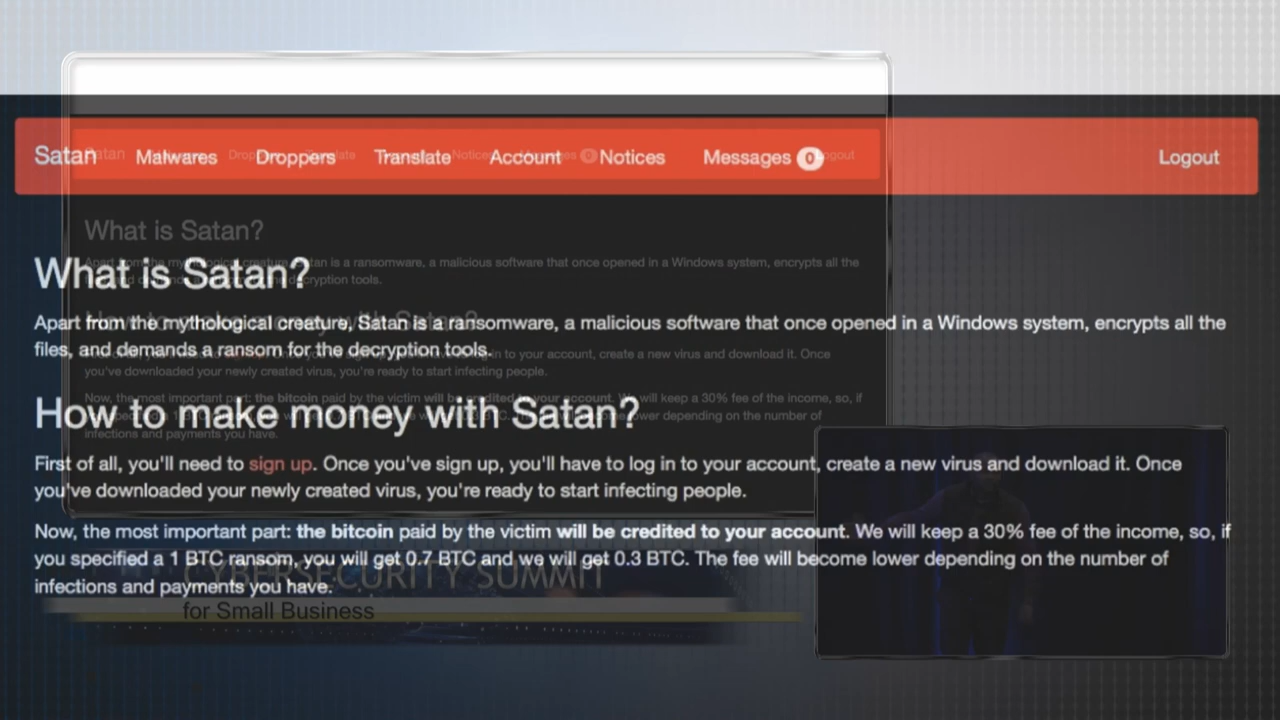 Satan Malwares Droppers Translate Account Notices Messages 0 Logout
What is Satan?
What is Satan?
Apart from the mythological creature, Satan is a ransomware, a malicious software that once opened in a Windows system, encrypts all the
files, and demands a ransom for the decryption tools.
How to make money with Satan?
First of all, you'll need to sign up. Once you've sign up, you'll have to log in to your account, create a new virus and download it. Once
you've downloaded your newly created virus, you're ready to start infecting people.
Now, the most important part: the bitcoin paid by the victim will be credited to your account. We will keep a 30% fee of the income, so, if
you specified a 1 BTC ransom, you will get 0.7 BTC and we will get 0.3 BTC. The fee will become lower depending on the number of
infections and payments you have.
CYBERSECURITY SUMMIT
for Small Business